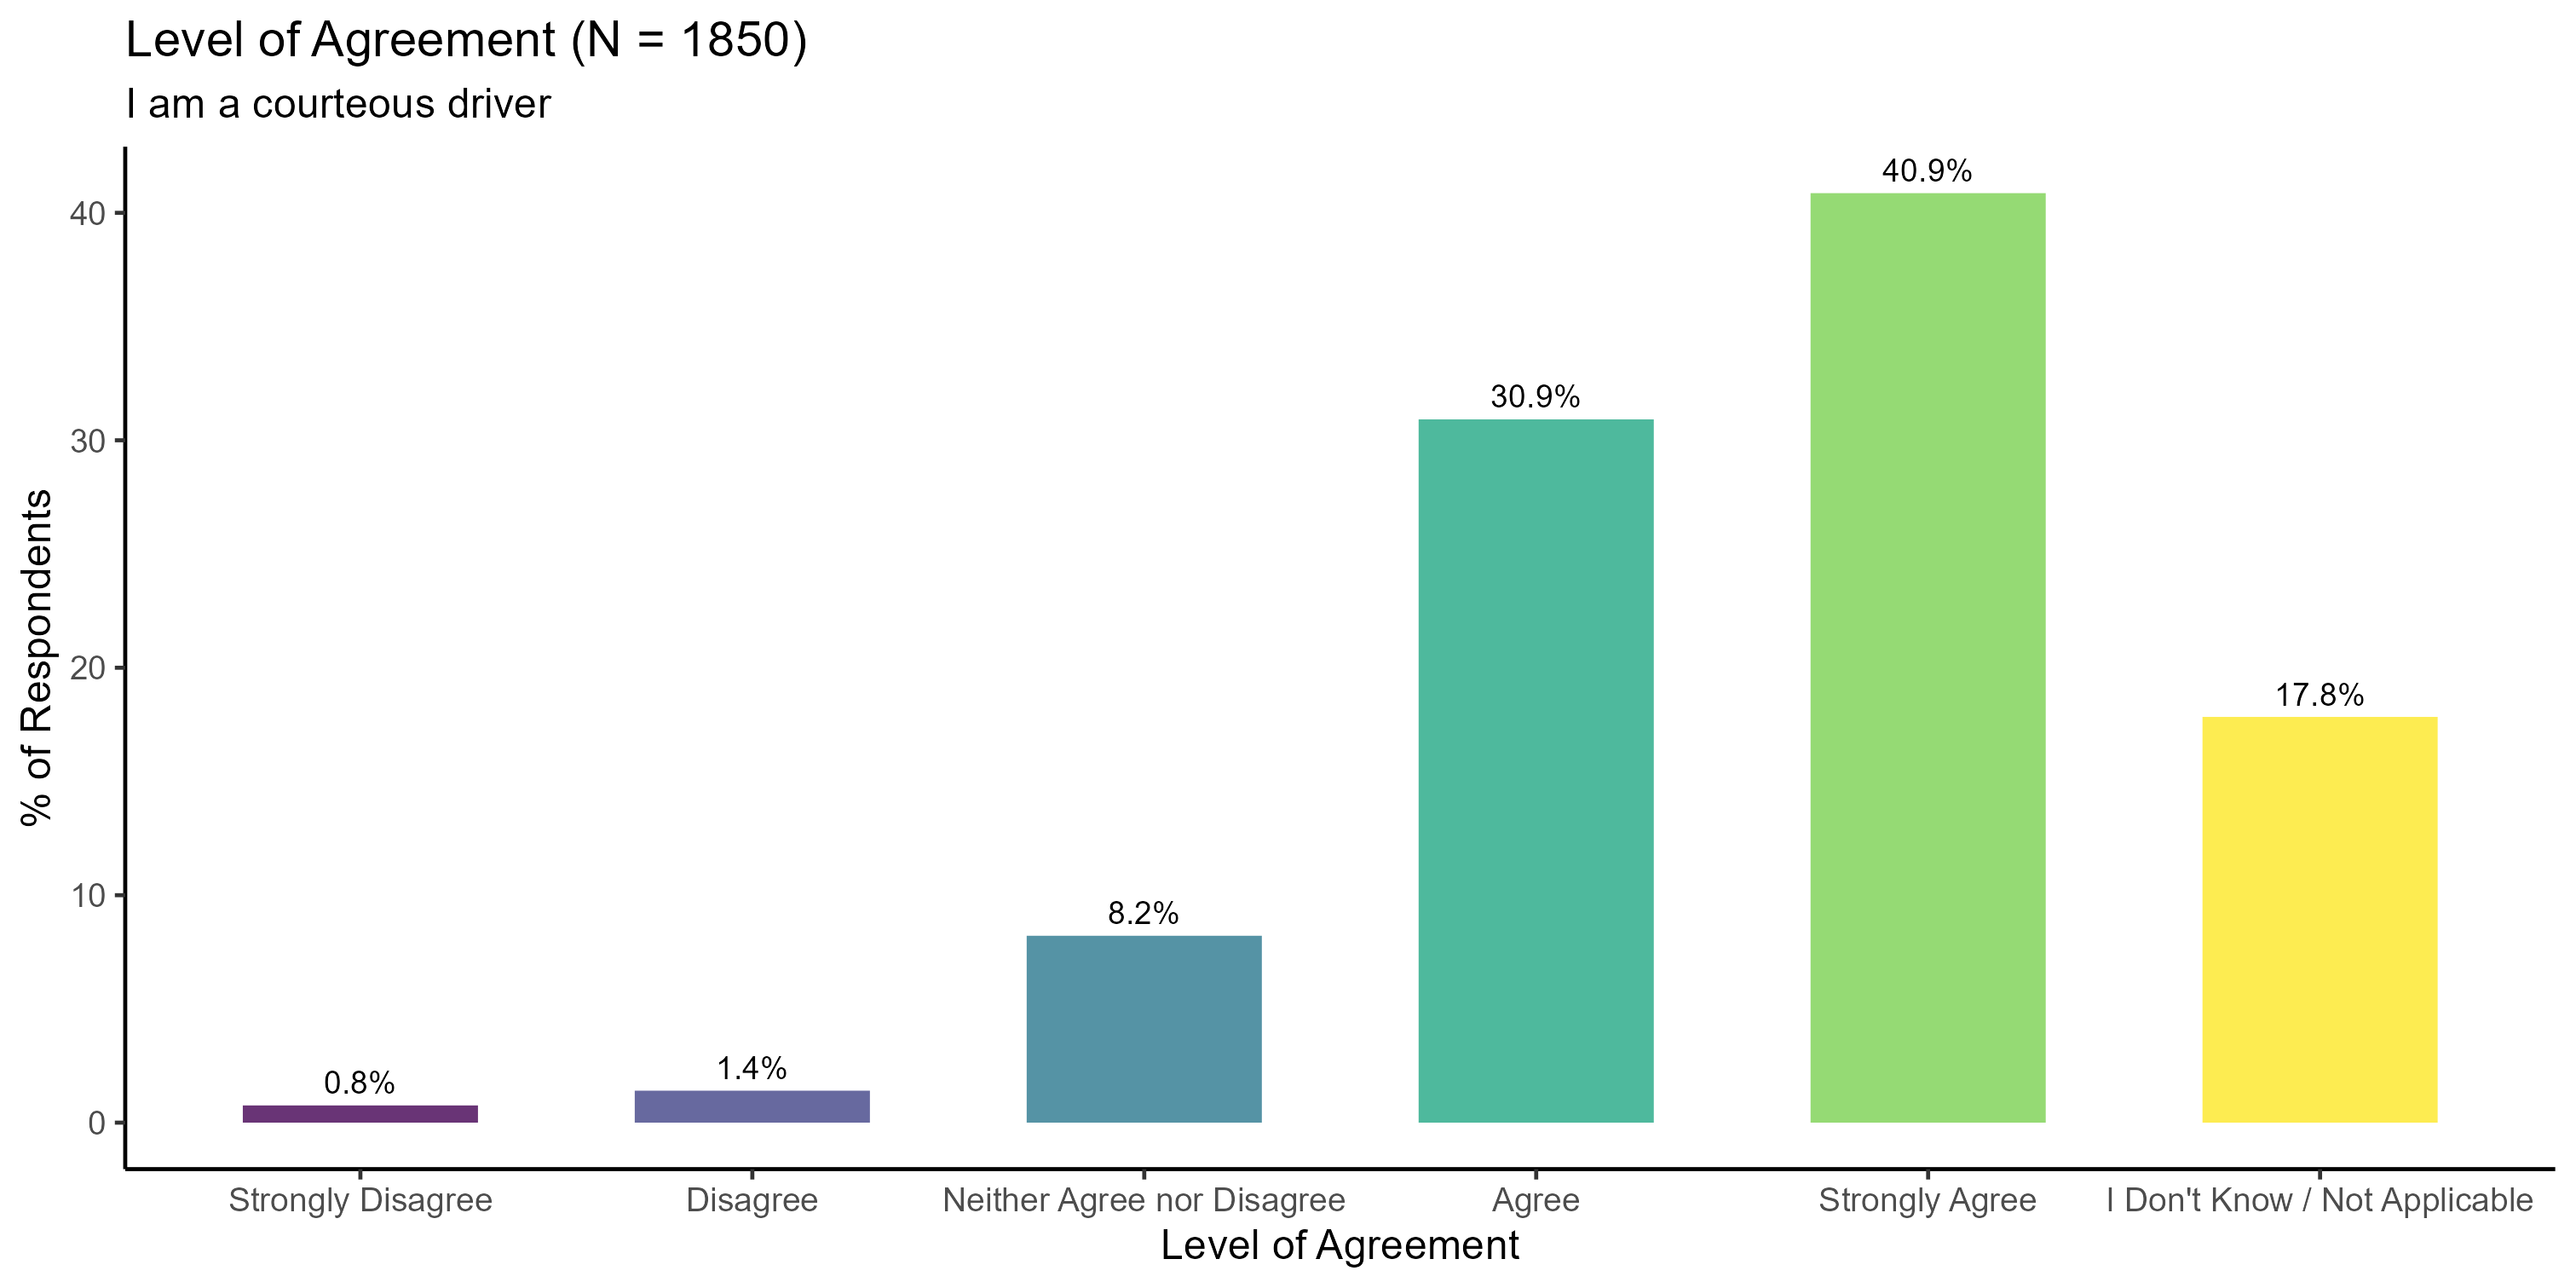 Level of Agreement (N = 1850)
I am a courteous driver
% of Respondents
40
30
20
10
0
0.8%
1.4%
8.2%
30.9%
40.9%
17.8%
Strongly Disagree
Disagree
Neither Agree nor Disagree
Agree
Strongly Agree
I Don't Know / Not Applicable
Level of Agreement